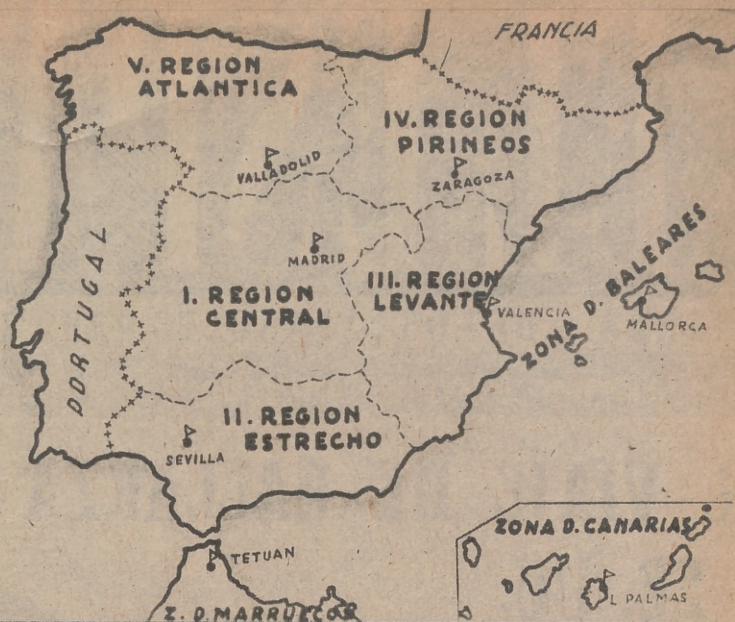 FRANCIA
V. REGION
ATLANTICA
IV. REGION
PIRINEOS
VALLADOLID
ZARAGOZA
MADRID
PORTUGAL
I. REGION
CENTRAL
III. REGION
LEVANTE
VALENCIA
ZONA D. BALEARES
MALLORCA
II. REGION
ESTRECHO
SEVILLA
TETUAN
Z. D. MARRUECOS
ZONA D. CANARIAS
L PALMAS